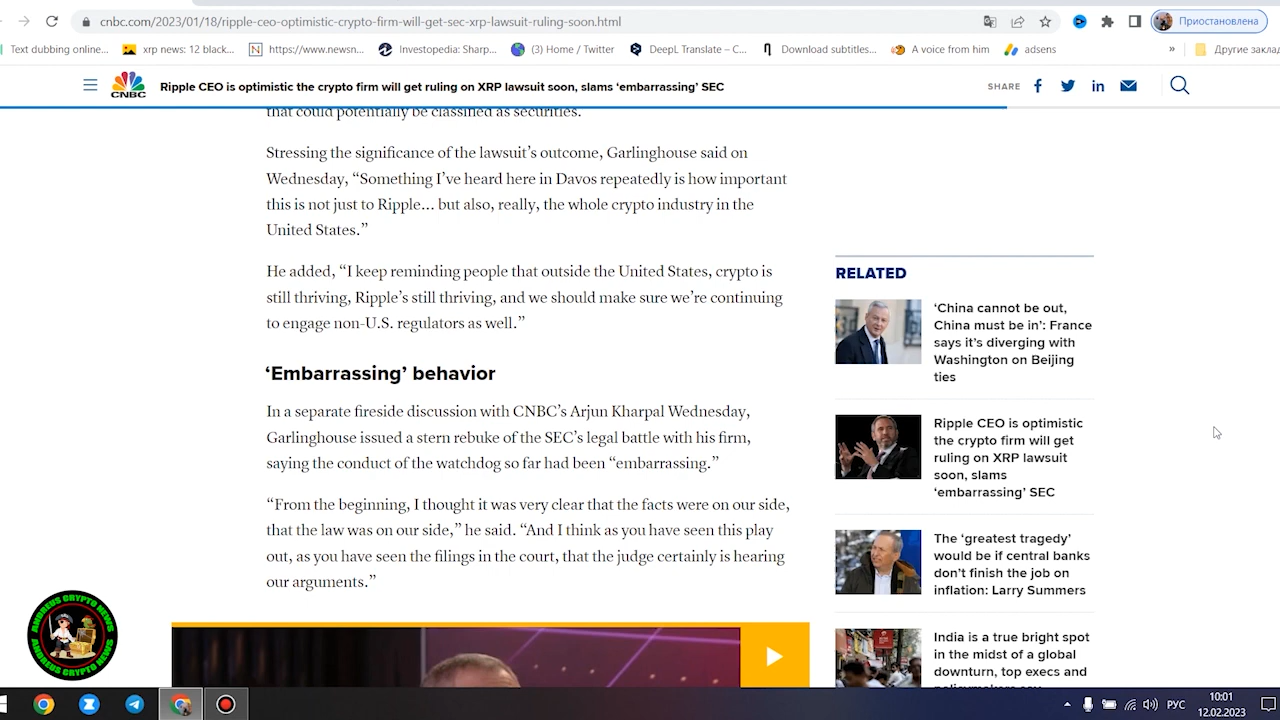 cnbc.com/2023/01/18/ripple-ceo-optimistic-crypto-firm-will-get-sec-xrp-lawsuit-ruling-soon.html
Приостановлена
Text dubbing online...
xrp news: 12 black...
https://www.newsn...
Investopedia: Sharp...
(3) Home / Twitter
DeepL Translate – C...
Download subtitles...
A voice from him
adsens
»
Другие закла
CNBC
Ripple CEO is optimistic the crypto firm will get ruling on XRP lawsuit soon, slams ‘embarrassing’ SEC
SHARE
that could potentially be classified as securities.
Stressing the significance of the lawsuit’s outcome, Garlinghouse said on
Wednesday, “Something I’ve heard here in Davos repeatedly is how important
this is not just to Ripple... but also, really, the whole crypto industry in the
United States.”
He added, “I keep reminding people that outside the United States, crypto is
still thriving, Ripple’s still thriving, and we should make sure we’re continuing
to engage non-U.S. regulators as well.”
‘Embarrassing’ behavior
In a separate fireside discussion with CNBC’s Arjun Kharpal Wednesday,
Garlinghouse issued a stern rebuke of the SEC’s legal battle with his firm,
saying the conduct of the watchdog so far had been “embarrassing.”
“From the beginning, I thought it was very clear that the facts were on our side,
that the law was on our side,” he said. “And I think as you have seen this play
out, as you have seen the filings in the court, that the judge certainly is hearing
our arguments.”
RELATED
‘China cannot be out,
China must be in’: France
says it’s diverging with
Washington on Beijing
ties
Ripple CEO is optimistic
the crypto firm will get
ruling on XRP lawsuit
soon, slams
‘embarrassing’ SEC
The ‘greatest tragedy’
would be if central banks
don’t finish the job on
inflation: Larry Summers
India is a true bright spot
in the midst of a global
downturn, top execs and
ANDREUS CRYPTO NEWS
ANDREUS CRYPTO NEWS
РУС
10:01
12.02.2023